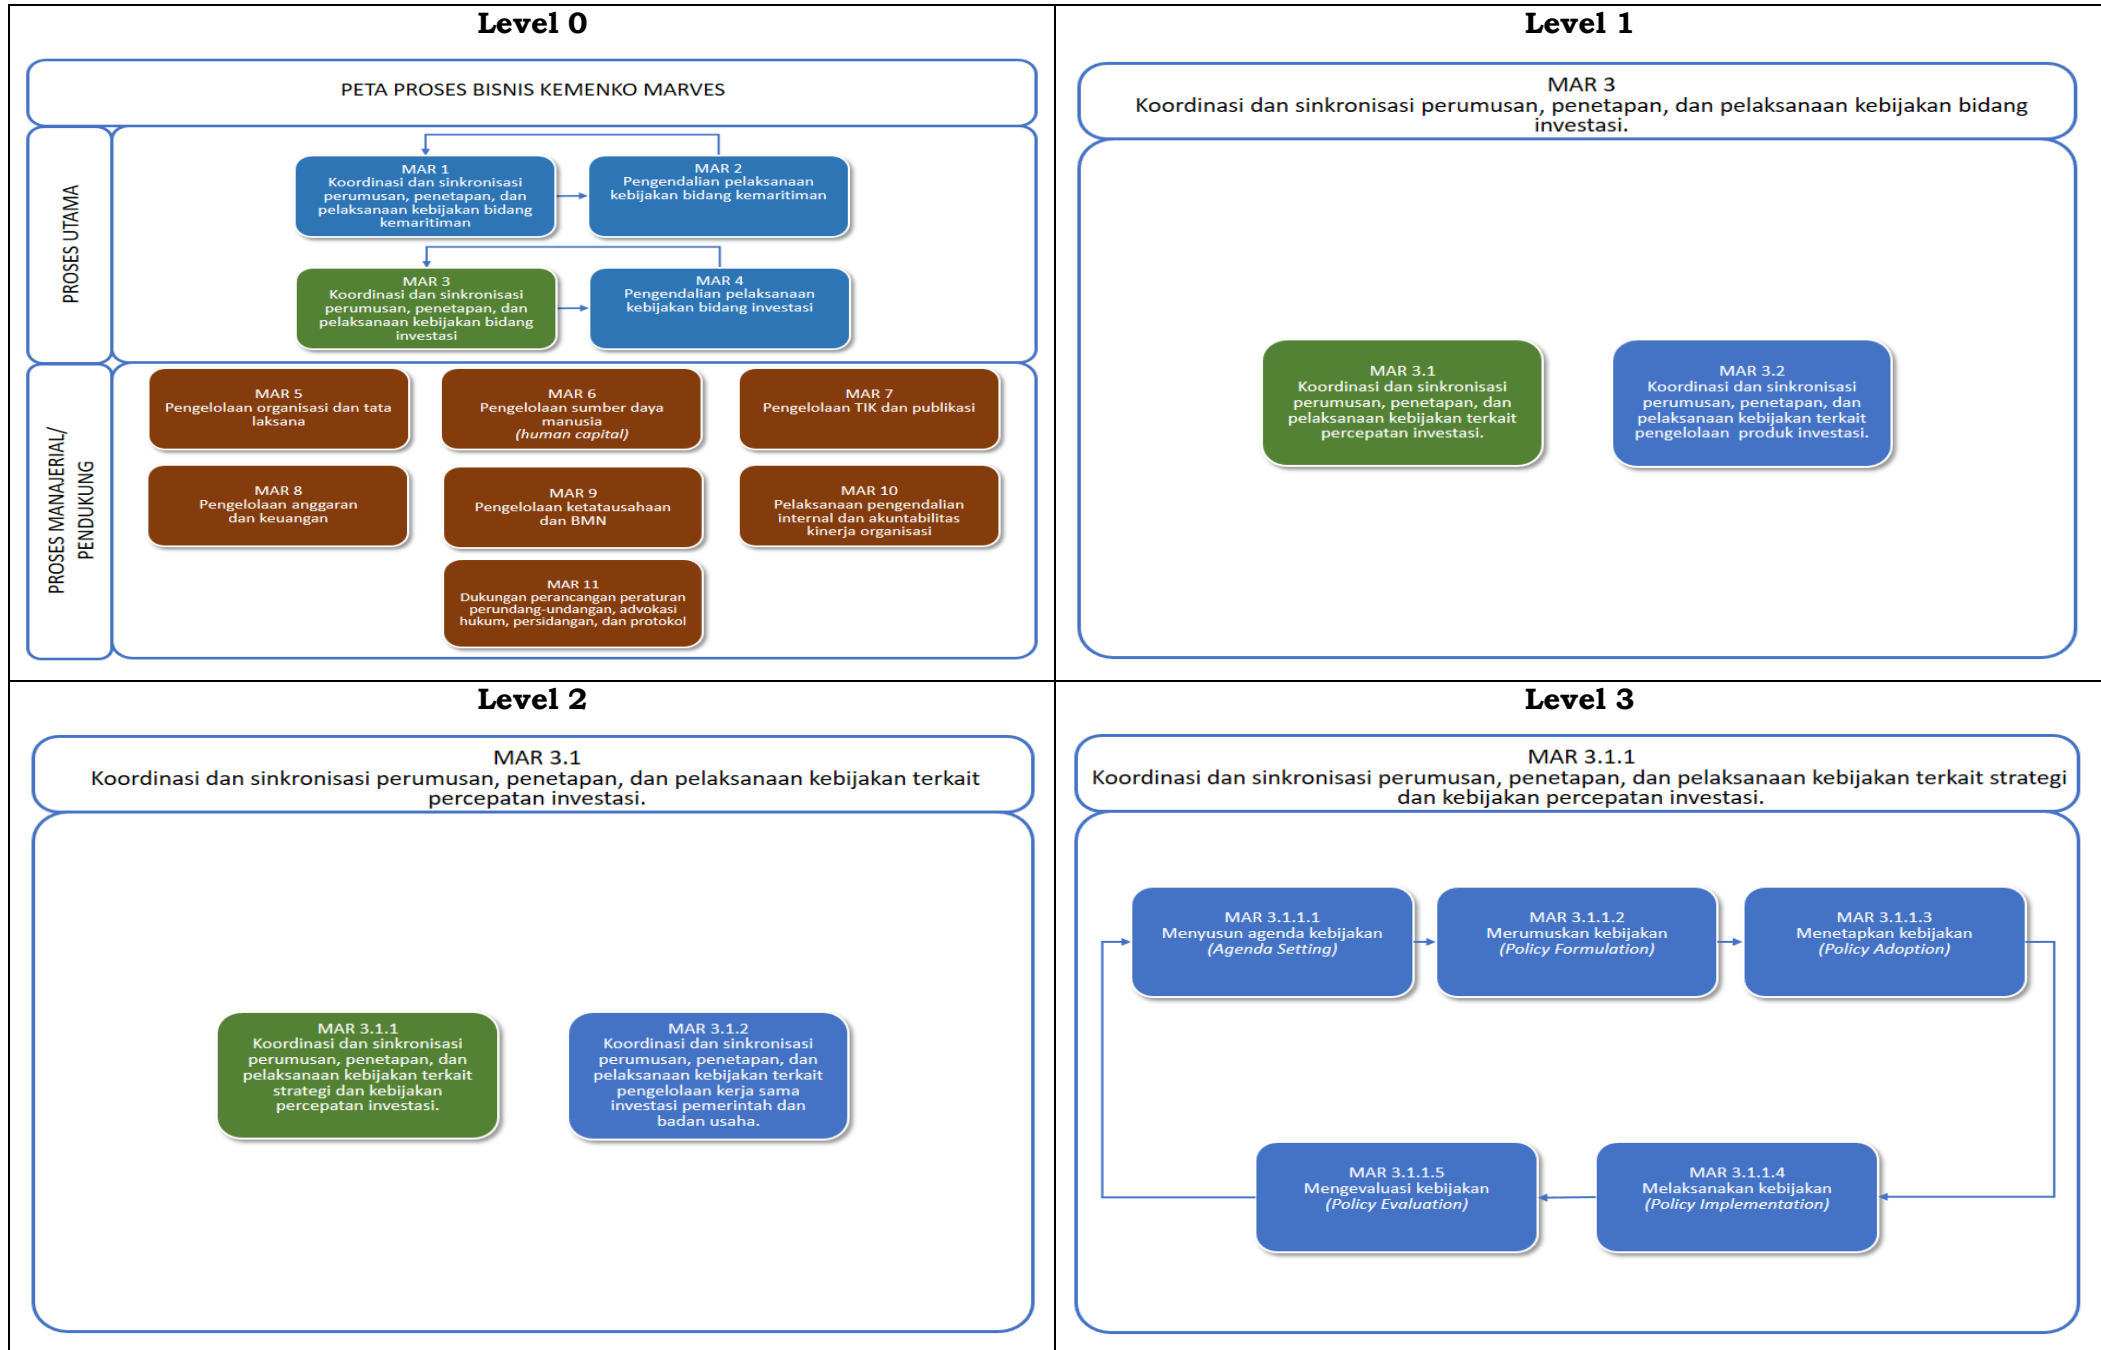 Level 0
PETA PROSES BISNIS KEMENKO MARVES
PROSES UTAMA
MAR 1
Koordinasi dan sinkronisasi
perumusan, penetapan, dan
pelaksanaan kebijakan bidang
kemaritiman
MAR 2
Pengendalian pelaksanaan
kebijakan bidang kemaritiman
MAR 3
Koordinasi dan sinkronisasi
perumusan, penetapan, dan
pelaksanaan kebijakan bidang
investasi
MAR 4
Pengendalian pelaksanaan
kebijakan bidang investasi
PROSES MANAJERIAL/
PENDUKUNG
MAR 5
Pengelolaan organisasi dan tata
laksana
MAR 6
Pengelolaan sumber daya
manusia
(human capital)
MAR 7
Pengelolaan TIK dan publikasi
MAR 8
Pengelolaan anggaran
dan keuangan
MAR 9
Pengelolaan ketatausahaan
dan BMN
MAR 10
Pelaksanaan pengendalian
internal dan akuntabilitas
kinerja organisasi
MAR 11
Dukungan perancangan peraturan
perundang-undangan, advokasi
hukum, persidangan, dan protokol
Level 1
MAR 3
Koordinasi dan sinkronisasi perumusan, penetapan, dan pelaksanaan kebijakan bidang
investasi.
MAR 3.1
Koordinasi dan sinkronisasi
perumusan, penetapan, dan
pelaksanaan kebijakan terkait
percepatan investasi.
MAR 3.2
Koordinasi dan sinkronisasi
perumusan, penetapan, dan
pelaksanaan kebijakan terkait
pengelolaan produk investasi.
Level 2
MAR 3.1
Koordinasi dan sinkronisasi perumusan, penetapan, dan pelaksanaan kebijakan terkait
percepatan investasi.
MAR 3.1.1
Koordinasi dan sinkronisasi
perumusan, penetapan, dan
pelaksanaan kebijakan terkait
strategi dan kebijakan
percepatan investasi.
MAR 3.1.2
Koordinasi dan sinkronisasi
perumusan, penetapan, dan
pelaksanaan kebijakan terkait
pengelolaan kerja sama
investasi pemerintah dan
badan usaha.
Level 3
MAR 3.1.1
Koordinasi dan sinkronisasi perumusan, penetapan, dan pelaksanaan kebijakan terkait strategi
dan kebijakan percepatan investasi.
MAR 3.1.1.1
Menyusun agenda kebijakan
(Agenda Setting)
MAR 3.1.1.2
Merumuskan kebijakan
(Policy Formulation)
MAR 3.1.1.3
Menetapkan kebijakan
(Policy Adoption)
MAR 3.1.1.5
Mengevaluasi kebijakan
(Policy Evaluation)
MAR 3.1.1.4
Melaksanakan kebijakan
(Policy Implementation)